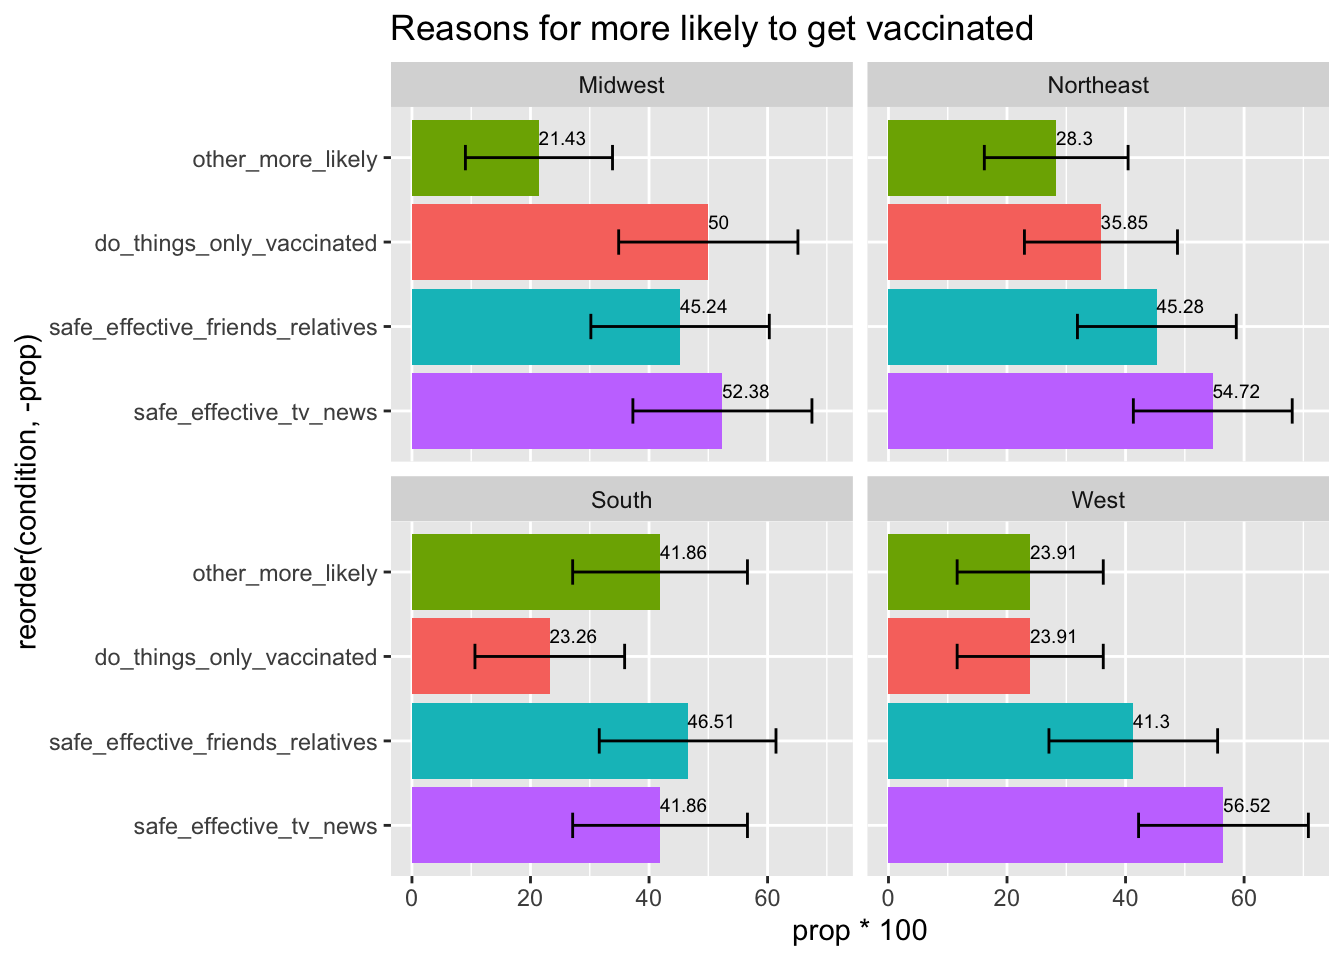 Reasons for more likely to get vaccinated
Midwest
Northeast
other_more_likely
21.43
28.3
do_things_only_vaccinated
50
35.85
safe_effective_friends_relatives
45.24
45.28
safe_effective_tv_news
52.38
54.72
South
West
other_more_likely
41.86
23.91
do_things_only_vaccinated
23.26
23.91
safe_effective_friends_relatives
46.51
41.3
safe_effective_tv_news
41.86
56.52
0 20 40 60
0 20 40 60
prop * 100
reorder(condition, -prop)